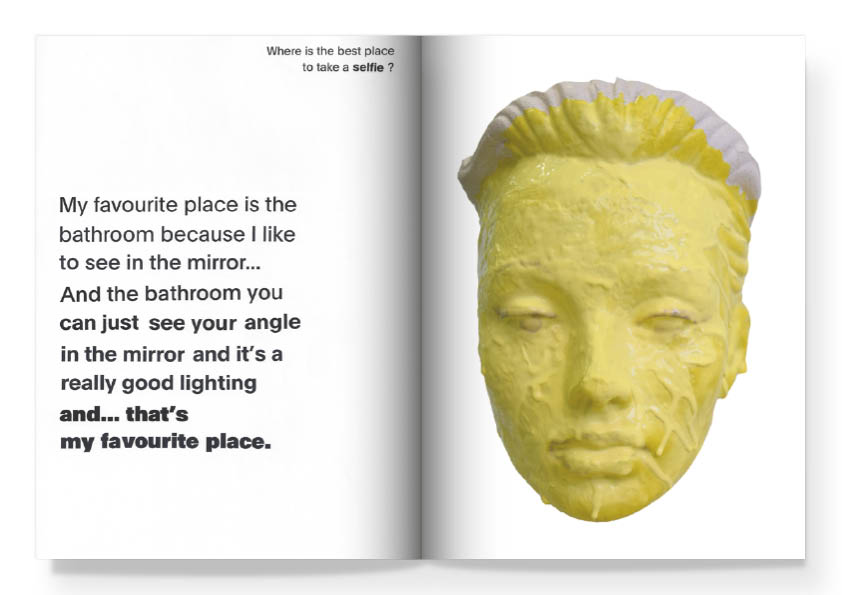 Where is the best place
to take a selfie ?
My favourite place is the
bathroom because I like
to see in the mirror...
And the bathroom you
can just see your angle
in the mirror and it's a
really good lighting
and... that's
my favourite place.